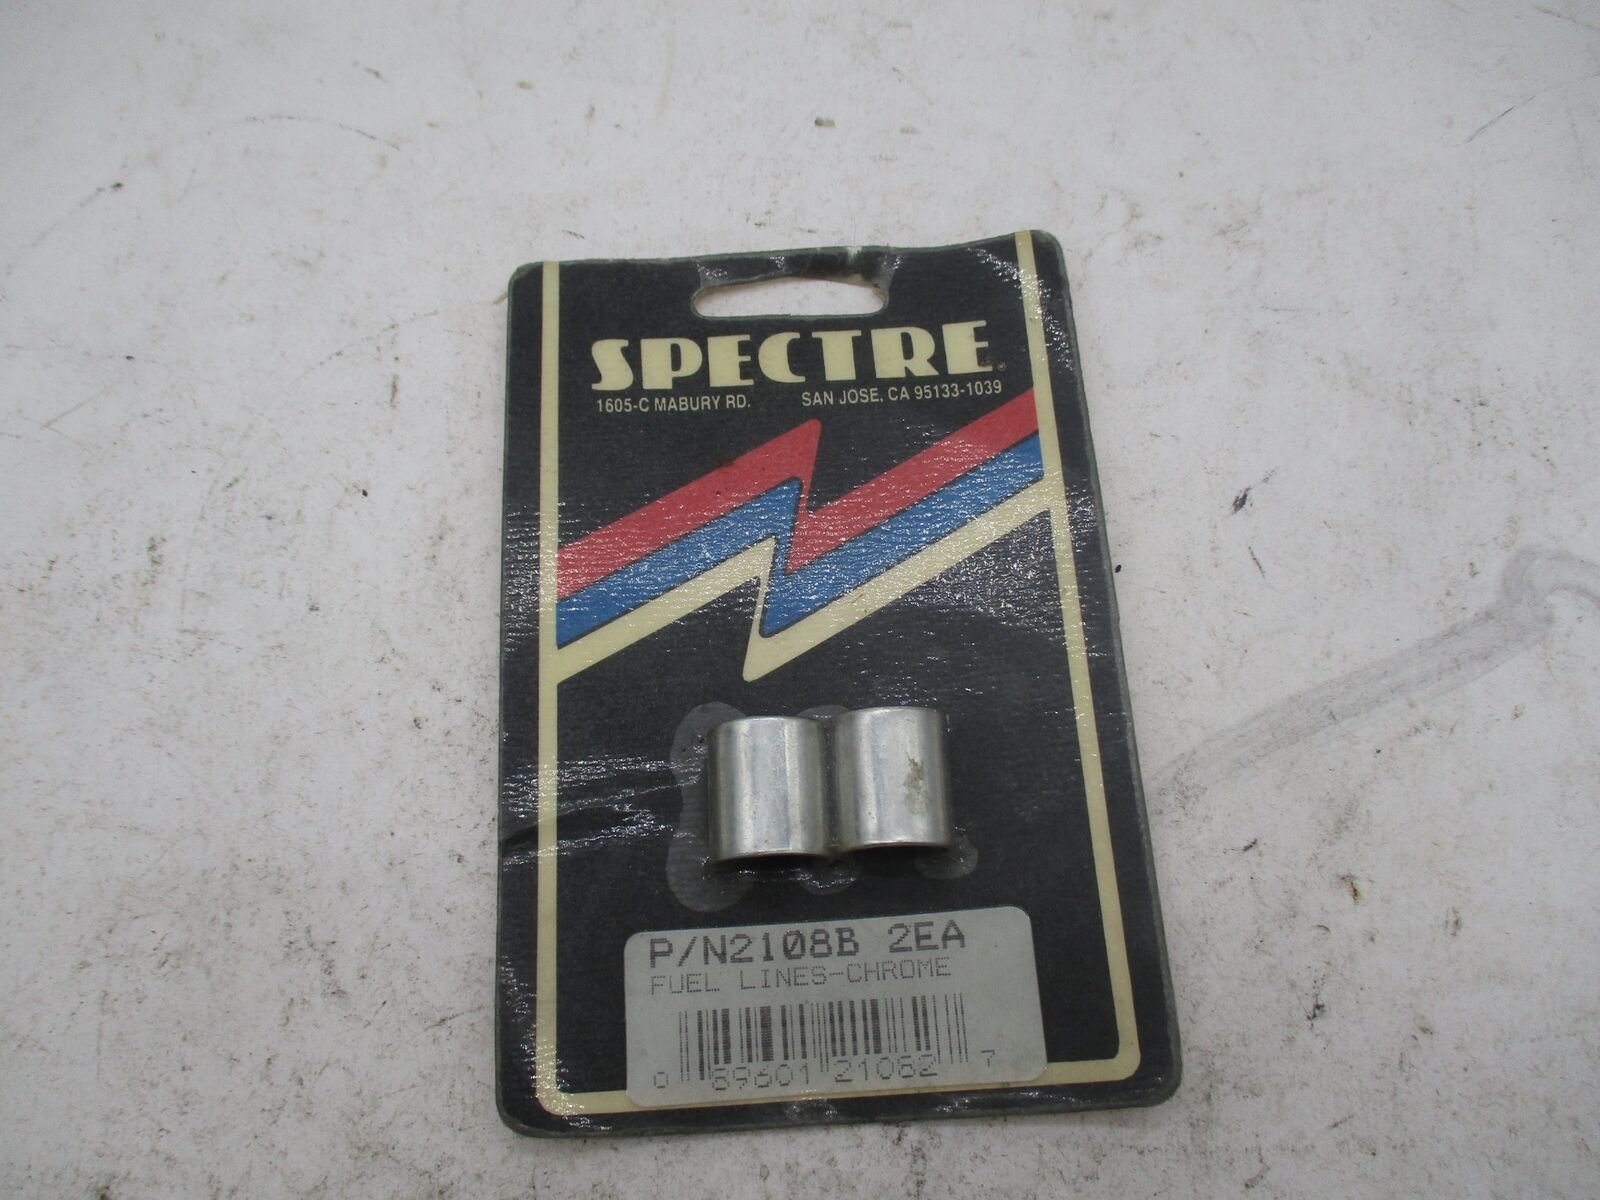 SPECTRE®
1605-C MABURY RD. SAN JOSE, CA 95133-1039
P/N2108B 2EA
FUEL LINES-CHROME
0 89601 21082 7